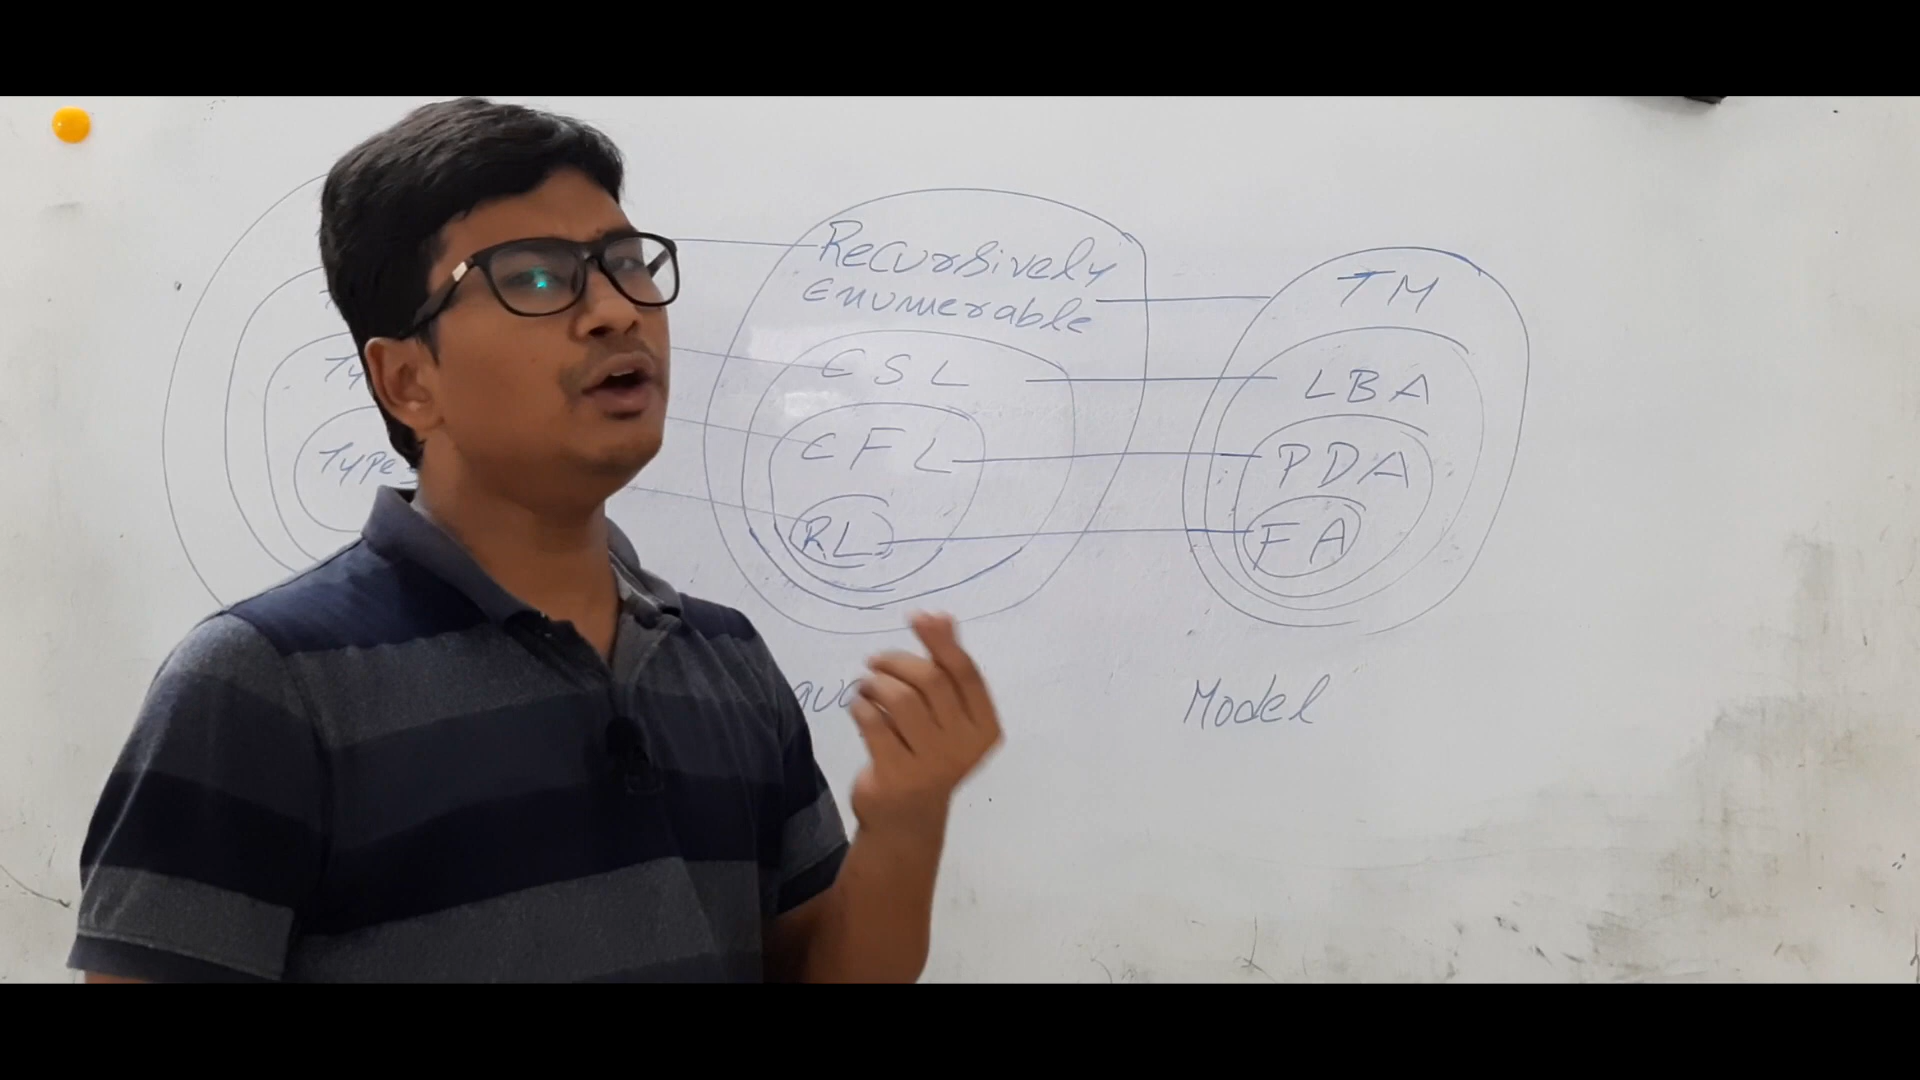 Recursively
Enumerable
TM
CSL
LBA
CFL
PDA
Type
RL
FA
Model